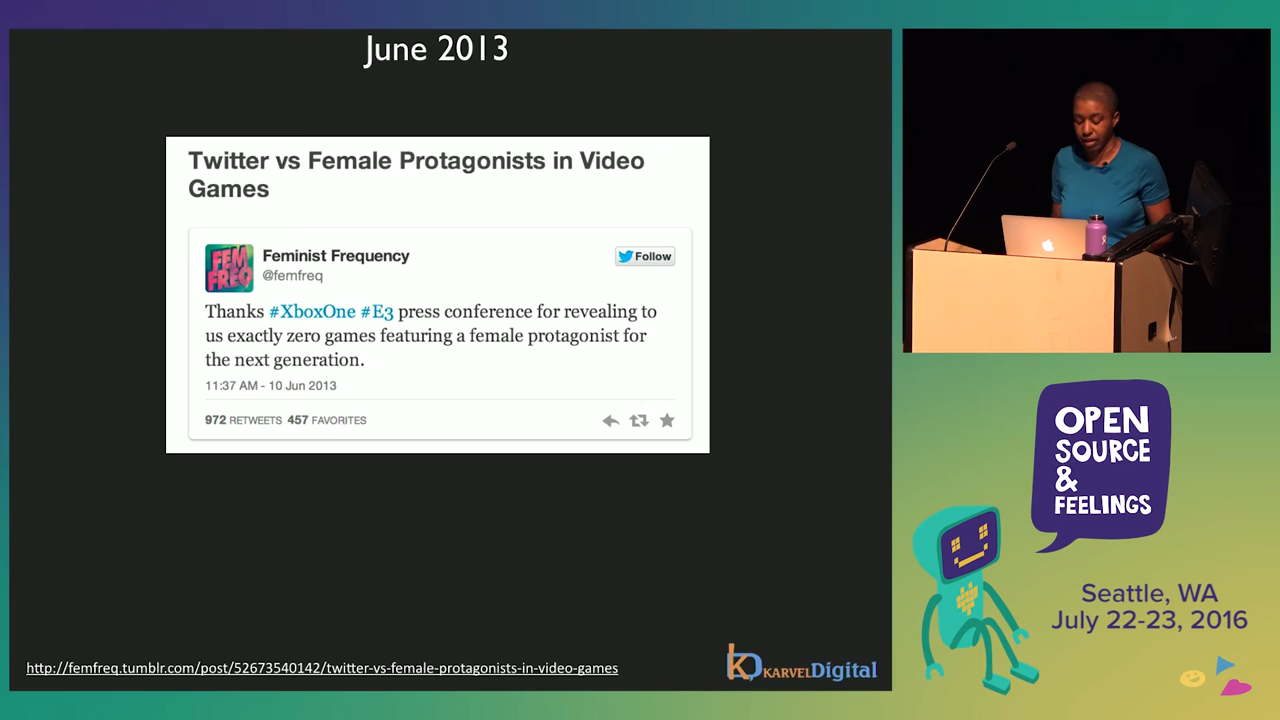 June 2013
Twitter vs Female Protagonists in Video
Games
FEM
FREQ
Feminist Frequency
@femfreq
Follow
Thanks #XboxOne #E3 press conference for revealing to
us exactly zero games featuring a female protagonist for
the next generation.
11:37 AM - 10 Jun 2013
972 RETWEETS 457 FAVORITES
http://femfreq.tumblr.com/post/52673540142/twitter-vs-female-protagonists-in-video-games
KD KARVELDigital
OPEN
SOURCE
&
FEELINGS
Seattle, WA
July 22-23, 2016